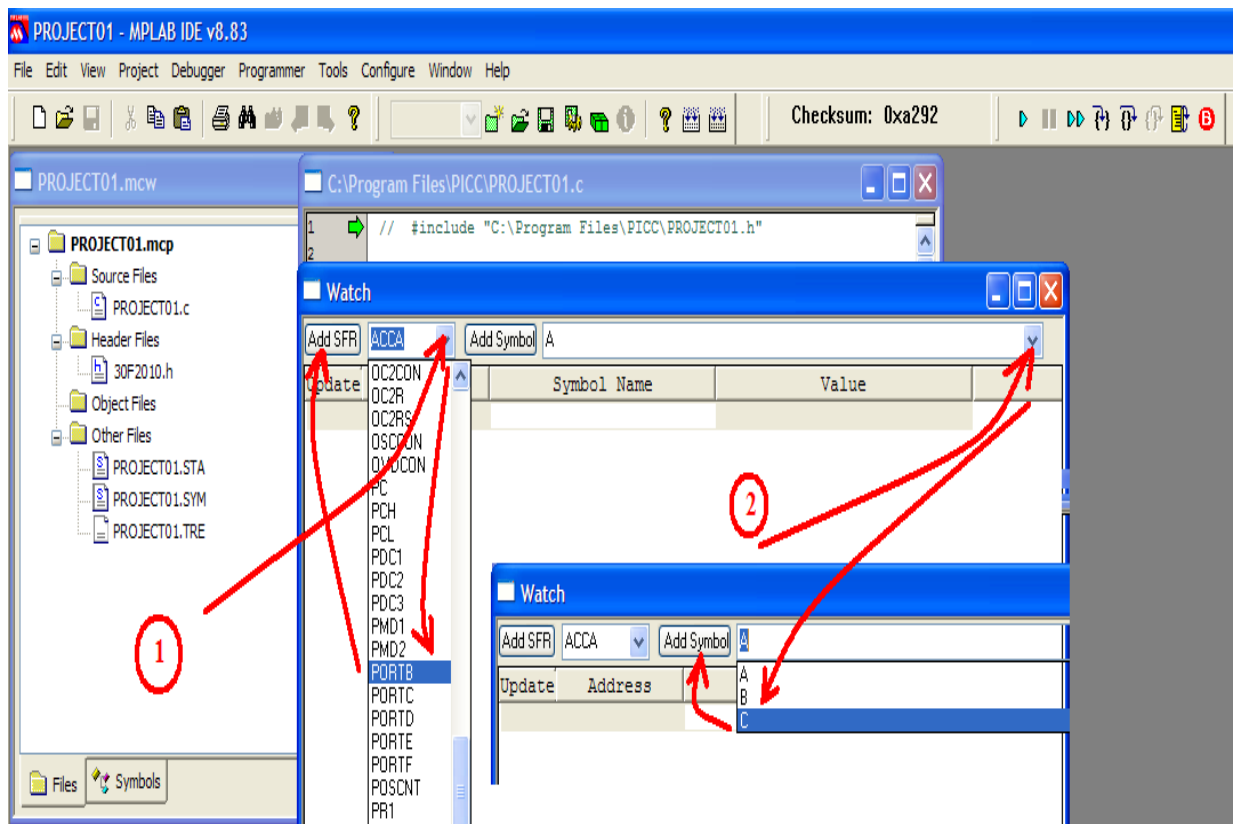 PROJECT01 - MPLAB IDE v8.83
File Edit View Project Debugger Programmer Tools Configure Window Help
Checksum: 0xa292
PROJECT01.mcw
PROJECT01.mcp
Source Files
PROJECT01.c
Header Files
30F2010.h
Object Files
Other Files
PROJECT01.STA
PROJECT01.SYM
PROJECT01.TRE
Files Symbols
C:\Program Files\PICC\PROJECT01.c
1 // #include "C:\Program Files\PICC\PROJECT01.h"
2
Watch
Add SFR ACCA Add Symbol A
Update Symbol Name Value
OC2CON
OC2R
OC2RS
OSCCON
OVDCON
PC
PCH
PCL
PDC1
PDC2
PDC3
PMD1
PMD2
PORTB
PORTC
PORTD
PORTE
PORTF
POSCNT
PR1
1
2
Watch
Add SFR ACCA Add Symbol A
Update Address
A
B
C